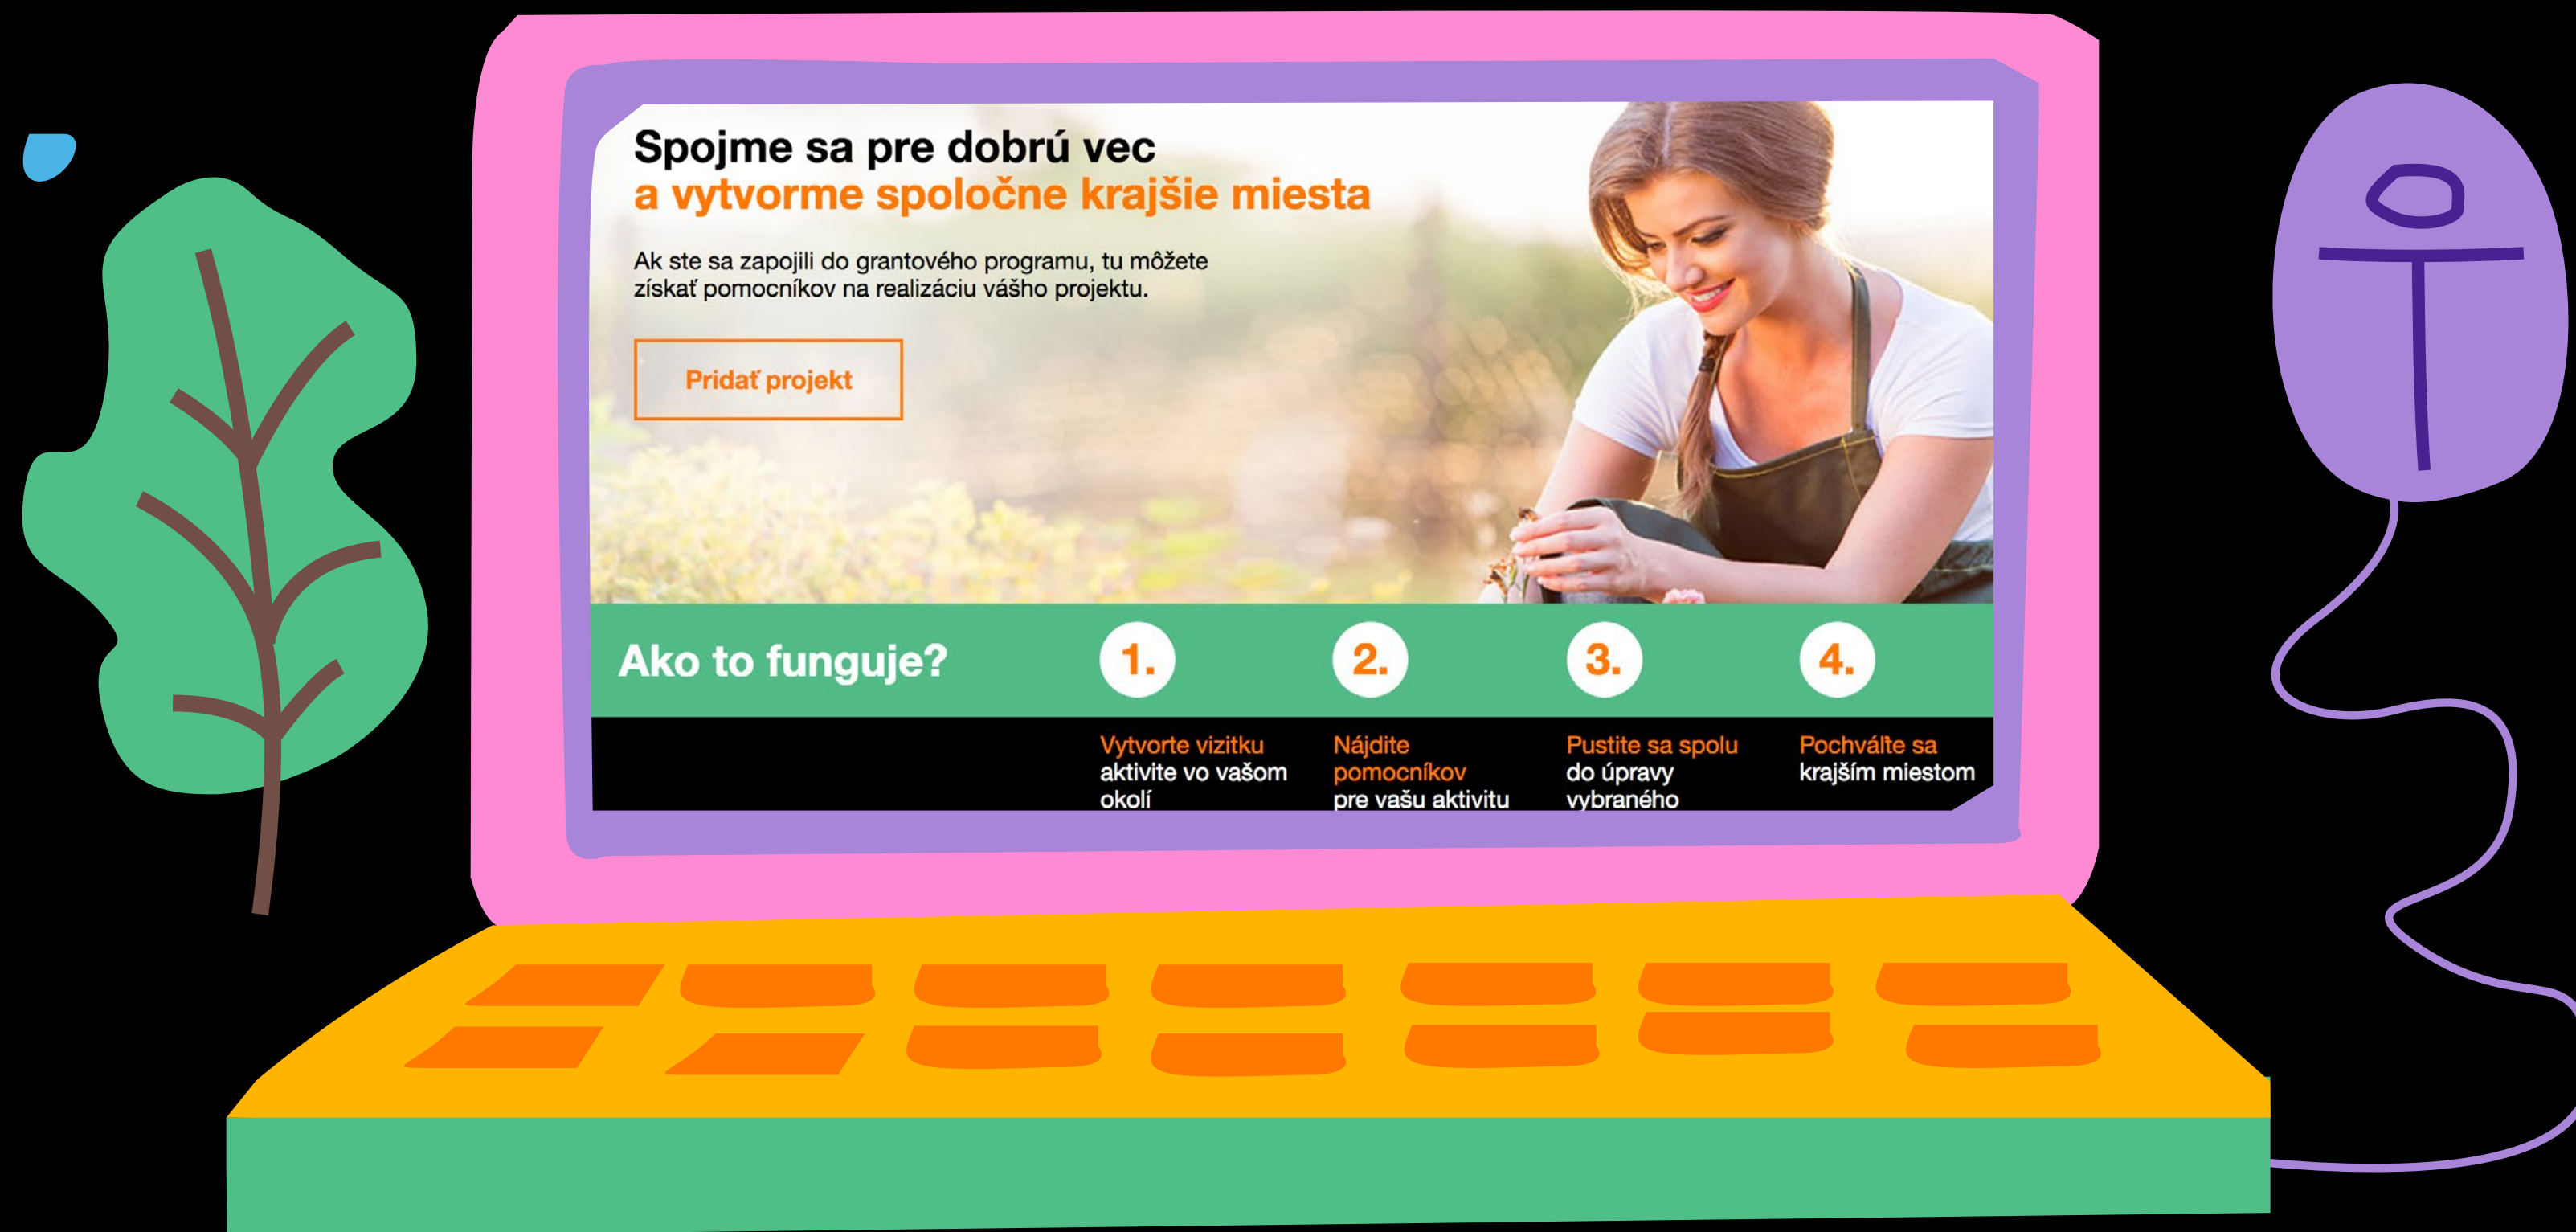 Spojme sa pre dobrú vec
a vytvorme spoločne krajšie miesta
Ak ste sa zapojili do grantového programu, tu môžete
získať pomocníkov na realizáciu vášho projektu.
Pridať projekt
Ako to funguje?
1.
Vytvorte vizitku
aktivite vo vašom
okolí
2.
Nájdite
pomocníkov
pre vašu aktivitu
3.
Pustite sa spolu
do úpravy
vybraného
4.
Pochváľte sa
krajším miestom